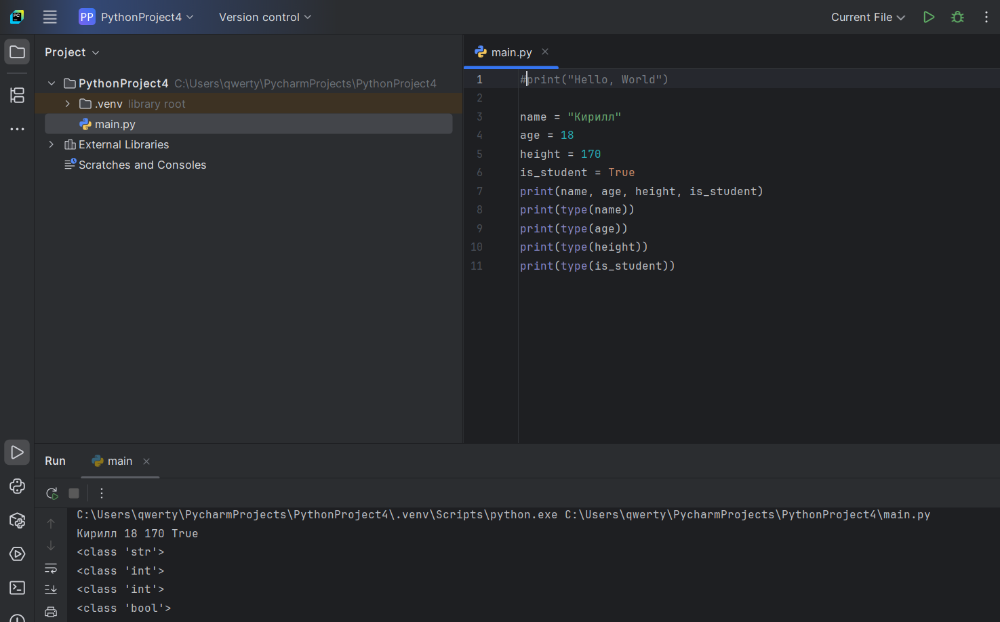 PC
PP PythonProject4 Version control Current File
Project
PythonProject4 C:\Users\qwerty\PycharmProjects\PythonProject4
.venv library root
main.py
External Libraries
Scratches and Consoles
main.py
1 #print("Hello, World")
2
3 name = "Кирилл"
4 age = 18
5 height = 170
6 is_student = True
7 print(name, age, height, is_student)
8 print(type(name))
9 print(type(age))
10 print(type(height))
11 print(type(is_student))
Run main
C:\Users\qwerty\PycharmProjects\PythonProject4\.venv\Scripts\python.exe C:\Users\qwerty\PycharmProjects\PythonProject4\main.py
Кирилл 18 170 True
<class 'str'>
<class 'int'>
<class 'int'>
<class 'bool'>